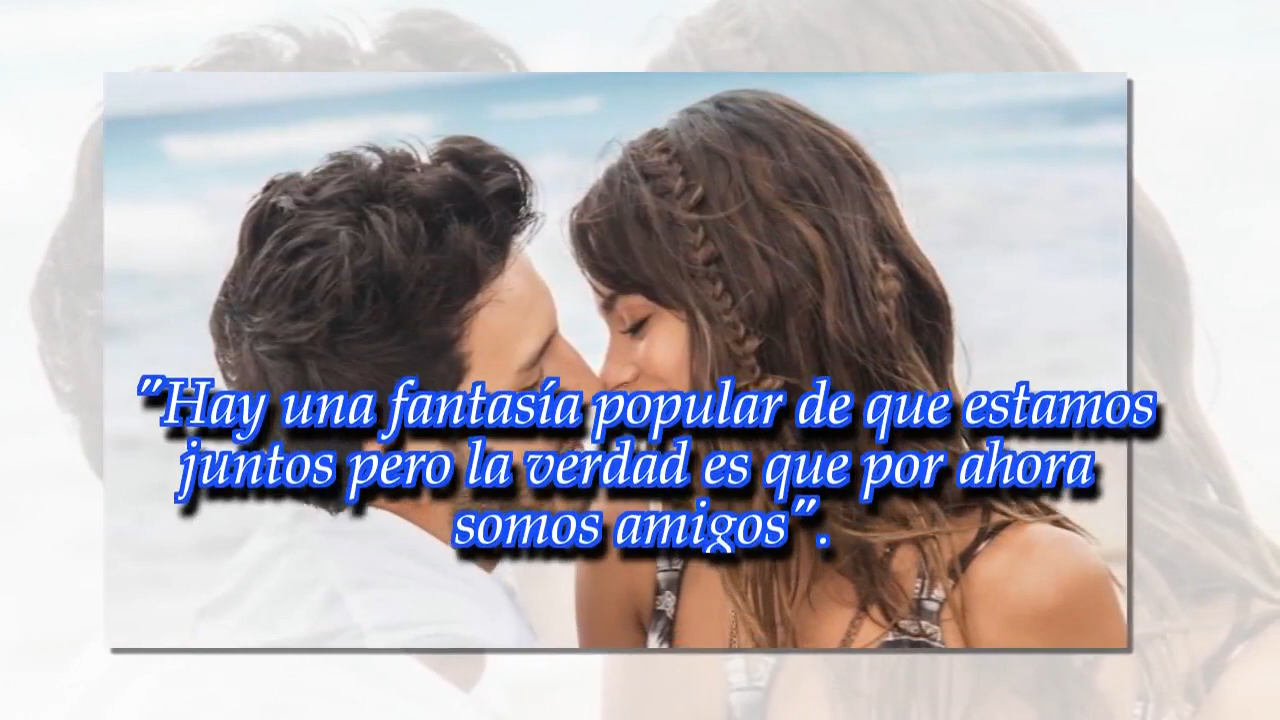 "Hay una fantasía popular de que estamos
juntos pero la verdad es que por ahora
somos amigos".